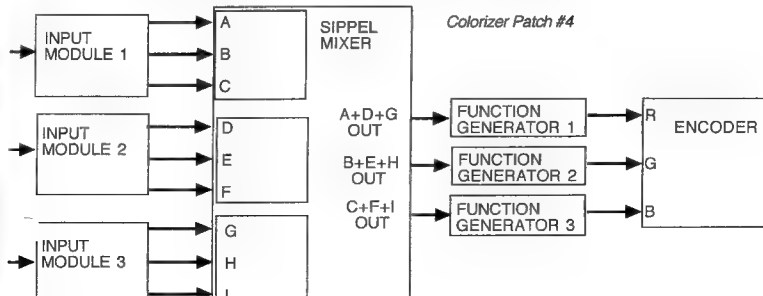 Colorizer Patch #4
INPUT
MODULE 1
A
B
C
SIPPEL
MIXER
INPUT
MODULE 2
D
E
F
A+D+G
OUT
FUNCTION
GENERATOR 1
R
ENCODER
B+E+H
OUT
FUNCTION
GENERATOR 2
G
C+F+I
OUT
FUNCTION
GENERATOR 3
B
INPUT
MODULE 3
G
H
I